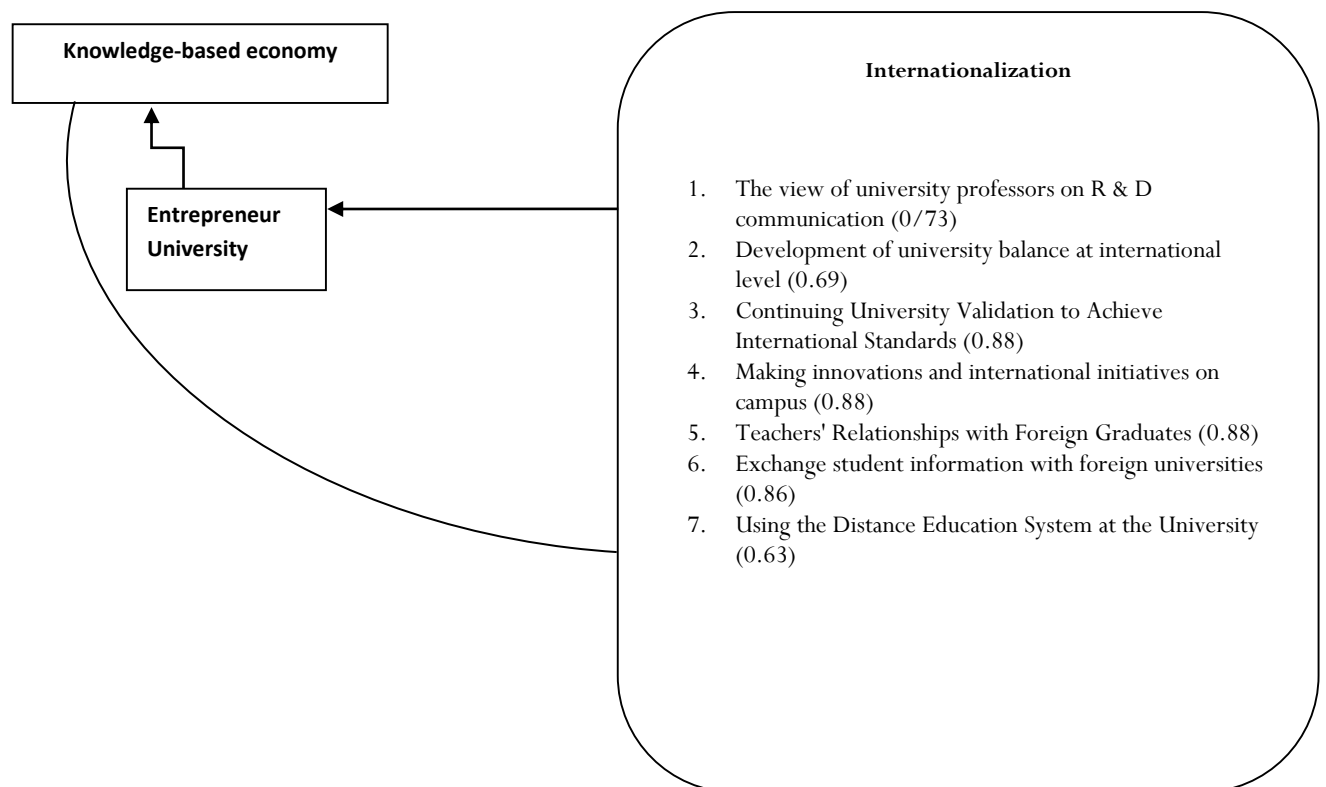 Knowledge-based economy
Entrepreneur
University
Internationalization
1. The view of university professors on R & D
communication (0/73)
2. Development of university balance at international
level (0.69)
3. Continuing University Validation to Achieve
International Standards (0.88)
4. Making innovations and international initiatives on
campus (0.88)
5. Teachers' Relationships with Foreign Graduates (0.88)
6. Exchange student information with foreign universities
(0.86)
7. Using the Distance Education System at the University
(0.63)